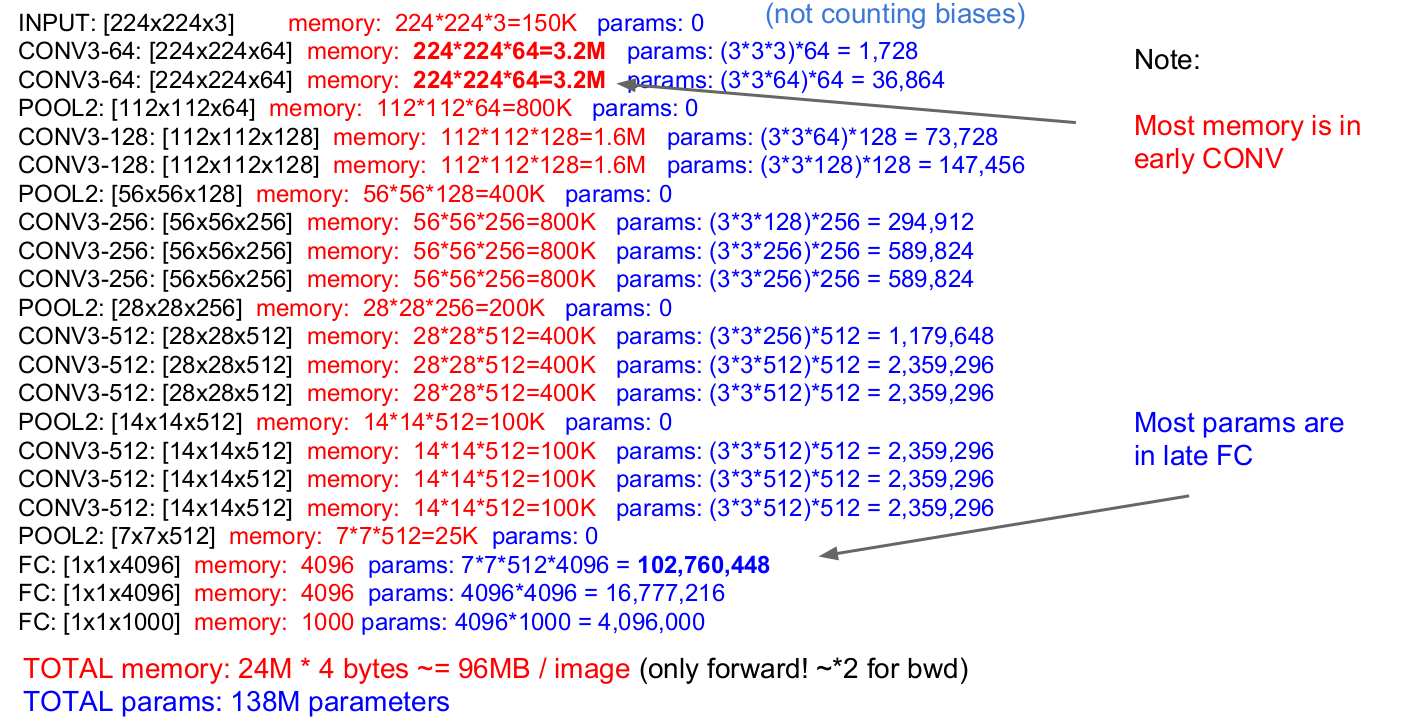 (not counting biases)
INPUT: [224x224x3] memory: 224*224*3=150K params: 0
CONV3-64: [224x224x64] memory: 224*224*64=3.2M params: (3*3*3)*64 = 1,728
CONV3-64: [224x224x64] memory: 224*224*64=3.2M params: (3*3*64)*64 = 36,864
POOL2: [112x112x64] memory: 112*112*64=800K params: 0
CONV3-128: [112x112x128] memory: 112*112*128=1.6M params: (3*3*64)*128 = 73,728
CONV3-128: [112x112x128] memory: 112*112*128=1.6M params: (3*3*128)*128 = 147,456
POOL2: [56x56x128] memory: 56*56*128=400K params: 0
CONV3-256: [56x56x256] memory: 56*56*256=800K params: (3*3*128)*256 = 294,912
CONV3-256: [56x56x256] memory: 56*56*256=800K params: (3*3*256)*256 = 589,824
CONV3-256: [56x56x256] memory: 56*56*256=800K params: (3*3*256)*256 = 589,824
POOL2: [28x28x256] memory: 28*28*256=200K params: 0
CONV3-512: [28x28x512] memory: 28*28*512=400K params: (3*3*256)*512 = 1,179,648
CONV3-512: [28x28x512] memory: 28*28*512=400K params: (3*3*512)*512 = 2,359,296
CONV3-512: [28x28x512] memory: 28*28*512=400K params: (3*3*512)*512 = 2,359,296
POOL2: [14x14x512] memory: 14*14*512=100K params: 0
CONV3-512: [14x14x512] memory: 14*14*512=100K params: (3*3*512)*512 = 2,359,296
CONV3-512: [14x14x512] memory: 14*14*512=100K params: (3*3*512)*512 = 2,359,296
CONV3-512: [14x14x512] memory: 14*14*512=100K params: (3*3*512)*512 = 2,359,296
POOL2: [7x7x512] memory: 7*7*512=25K params: 0
FC: [1x1x4096] memory: 4096 params: 7*7*512*4096 = 102,760,448
FC: [1x1x4096] memory: 4096 params: 4096*4096 = 16,777,216
FC: [1x1x1000] memory: 1000 params: 4096*1000 = 4,096,000
TOTAL memory: 24M * 4 bytes ~= 96MB / image (only forward! ~*2 for bwd)
TOTAL params: 138M parameters
Note:
Most memory is in
early CONV
Most params are
in late FC